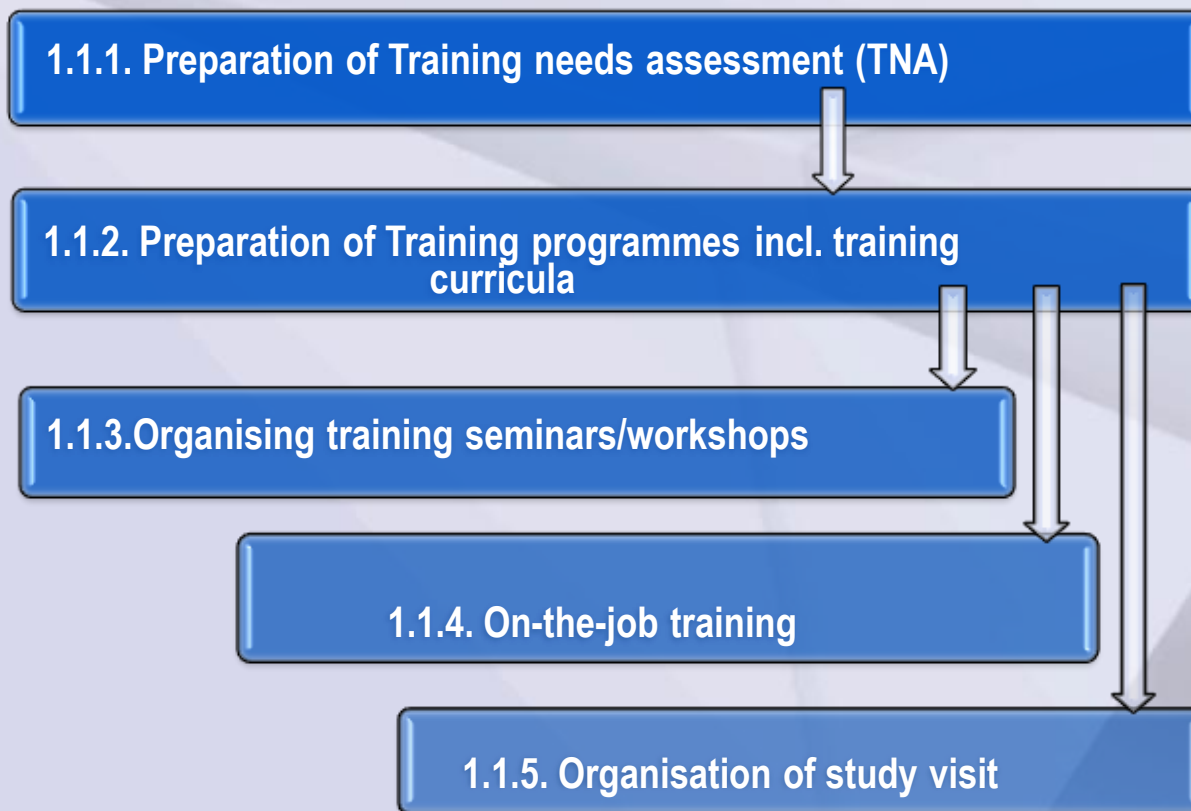 1.1.1. Preparation of Training needs assessment (TNA)
1.1.2. Preparation of Training programmes incl. training
curricula
1.1.3.Organising training seminars/workshops
1.1.4. On-the-job training
1.1.5. Organisation of study visit